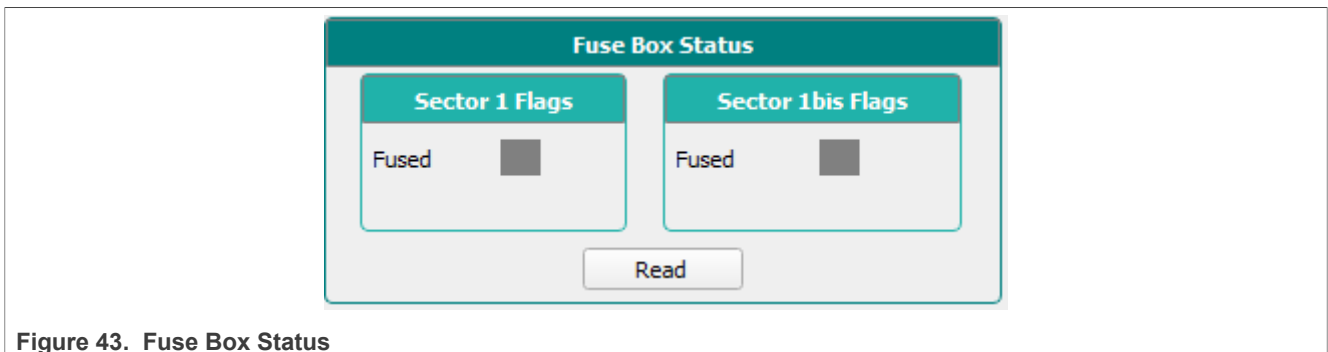 Fuse Box Status
Sector 1 Flags
Sector 1bis Flags
Fused
Fused
Read
Figure 43. Fuse Box Status